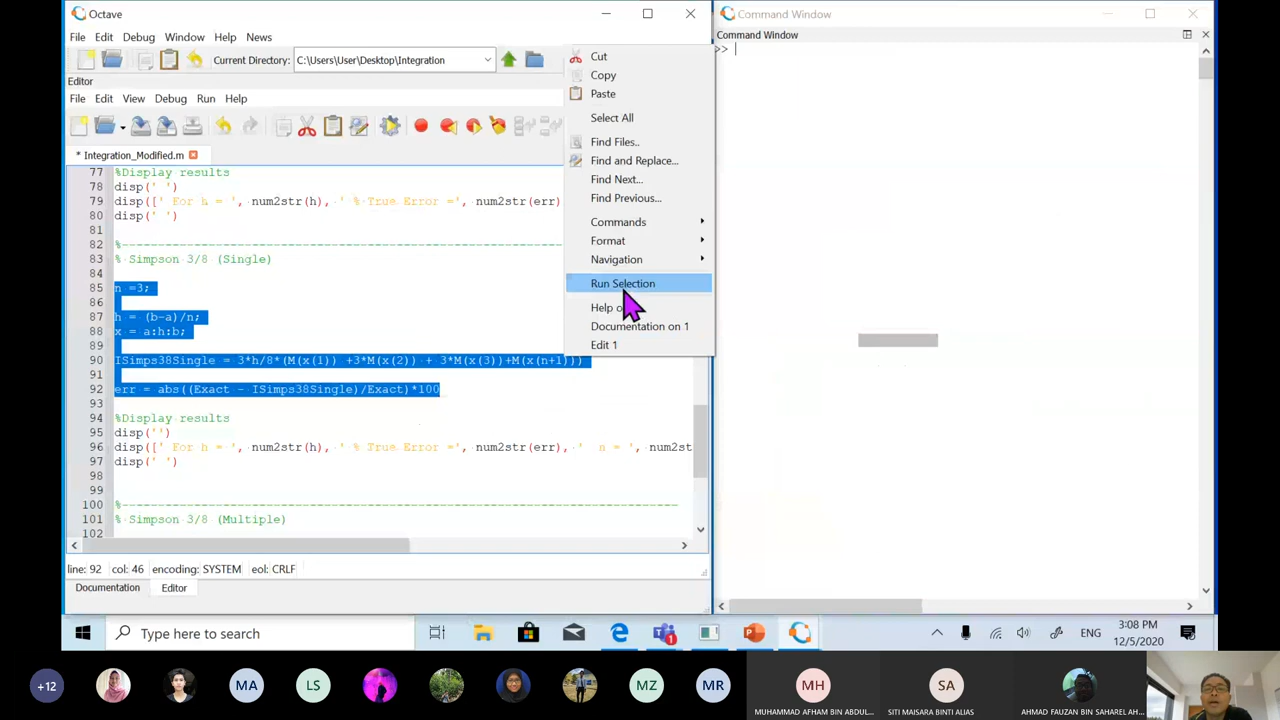 Octave
File Edit Debug Window Help News
Current Directory: C:\Users\User\Desktop\Integration
Editor
File Edit View Debug Run Help
* Integration_Modified.m
77 %Display results
78 disp(' ')
79 disp([' For h = ', num2str(h), ' % True Error =', num2str(err)
80 disp(' ')
81
82 %--------------------------------------------------------------
83 % Simpson 3/8 (Single)
84
85 n =3;
86
87 h = (b-a)/n;
88 x = a:h:b;
89
90 ISimps38Single = 3*h/8*(M(x(1)) +3*M(x(2)) + 3*M(x(3))+M(x(n+1)))
91
92 err = abs((Exact - ISimps38Single)/Exact)*100
93
94 %Display results
95 disp('')
96 disp([' For h = ', num2str(h), ' % True Error =', num2str(err), '  n = ', num2st
97 disp(' ')
98
99
100 %-----------------------------------------------------------------------------
101 % Simpson 3/8 (Multiple)
102
line: 92 col: 46 encoding: SYSTEM eol: CRLF
Documentation Editor
Cut
Copy
Paste
Select All
Find Files..
Find and Replace...
Find Next...
Find Previous...
Commands
Format
Navigation
Run Selection
Help
Documentation on 1
Edit 1
Command Window
Command Window
>>
Type here to search
1
ENG
3:08 PM
12/5/2020
+12
MA
LS
MZ
MR
MH
SA
MUHAMMAD AFHAM BIN ABDUL...
SITI MAISARA BINTI ALIAS
AHMAD FAUZAN BIN SAHAREL AH...